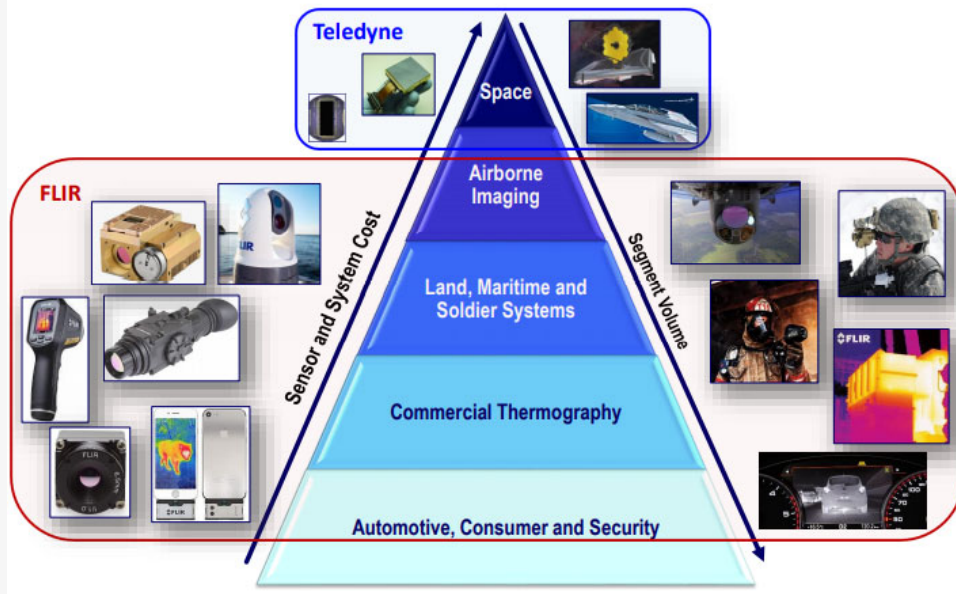 Teledyne
Space
FLIR
Airborne
Imaging
Sensor and System Cost
Segment Volume
Land, Maritime and
Soldier Systems
Commercial Thermography
Automotive, Consumer and Security
FLIR
FLIR
FLIR
FLIR